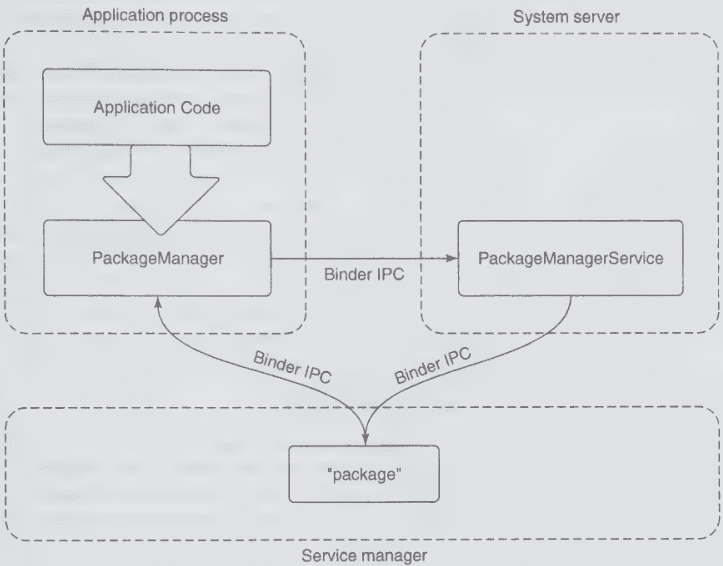 Application process
System server
Application Code
PackageManager
Binder IPC
PackageManagerService
Binder IPC
Binder IPC
"package"
Service manager